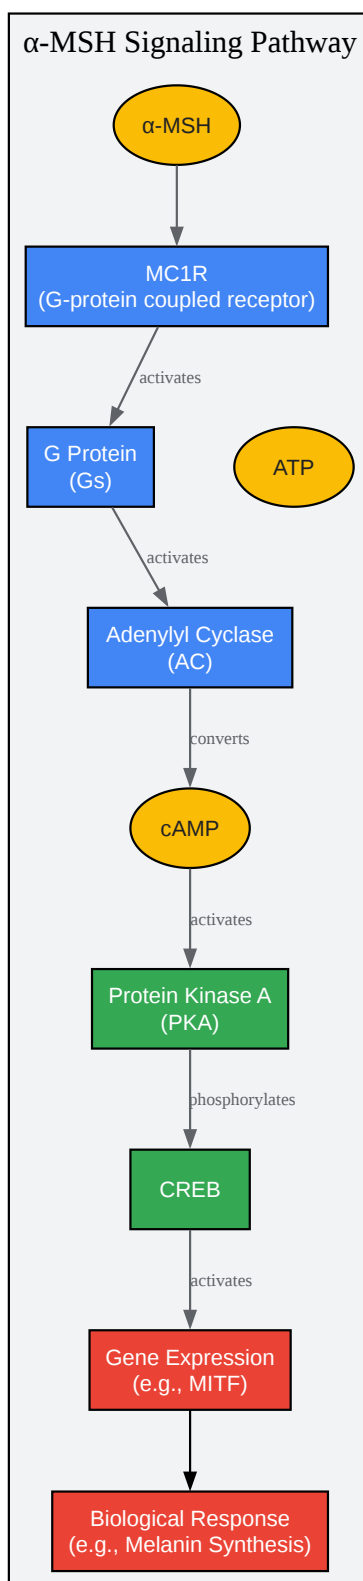 α-MSH Signaling Pathway
α-MSH
MC1R
(G-protein coupled receptor)
activates
G Protein
(Gs)
ATP
activates
Adenylyl Cyclase
(AC)
converts
cAMP
activates
Protein Kinase A
(PKA)
phosphorylates
CREB
activates
Gene Expression
(e.g., MITF)
Biological Response
(e.g., Melanin Synthesis)